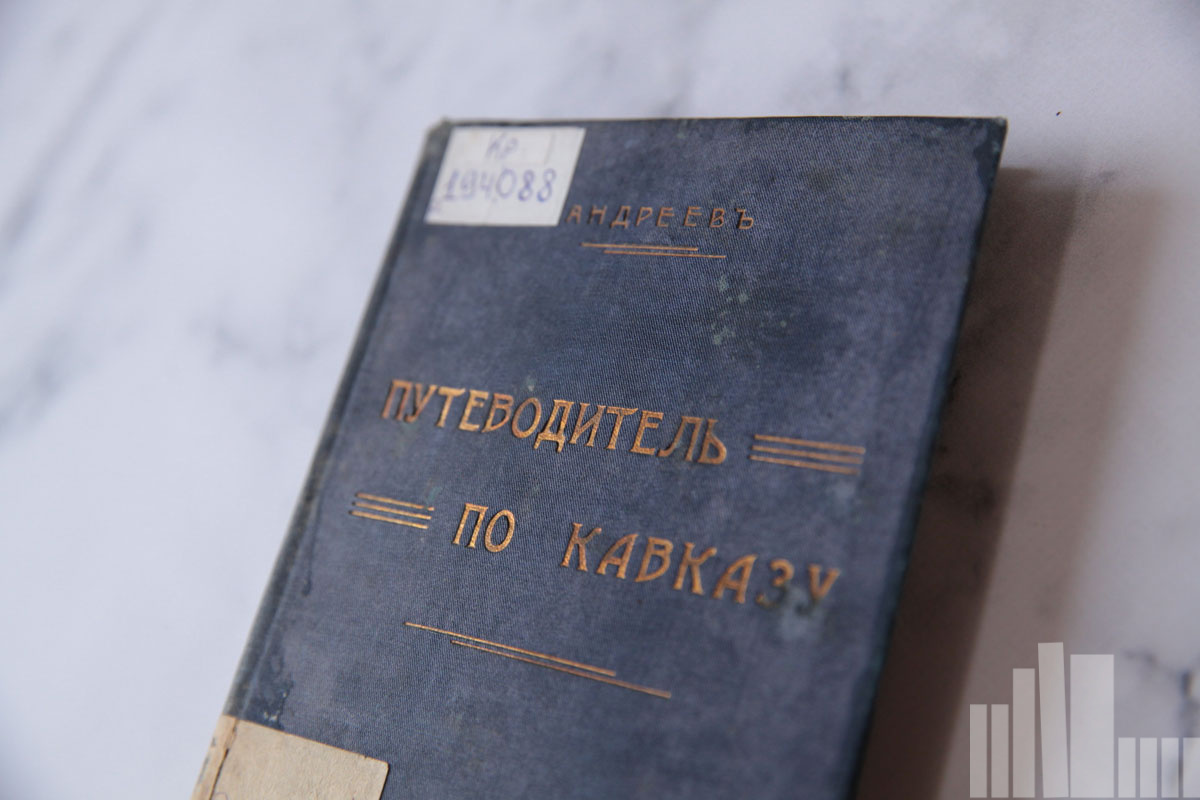 Кр
194088
АНДРЕЕВЪ
ПУТЕВОДИТЕЛЬ
ПО КАВКАЗУ